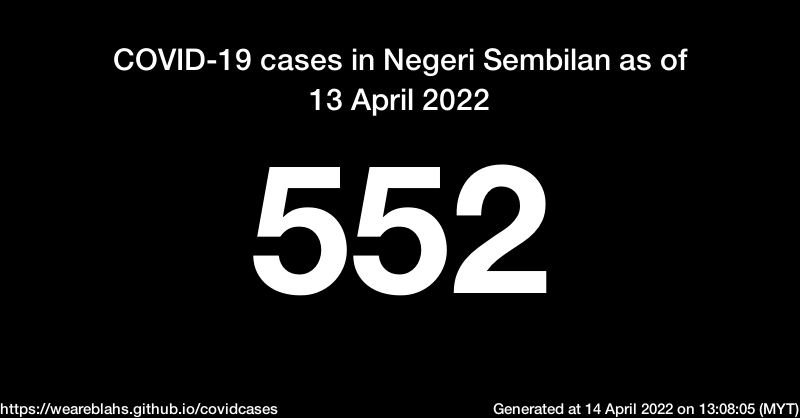 COVID-19 cases in Negeri Sembilan as of
13 April 2022
552
https://weareblahs.github.io/covidcases
Generated at 14 April 2022 on 13:08:05 (MYT)